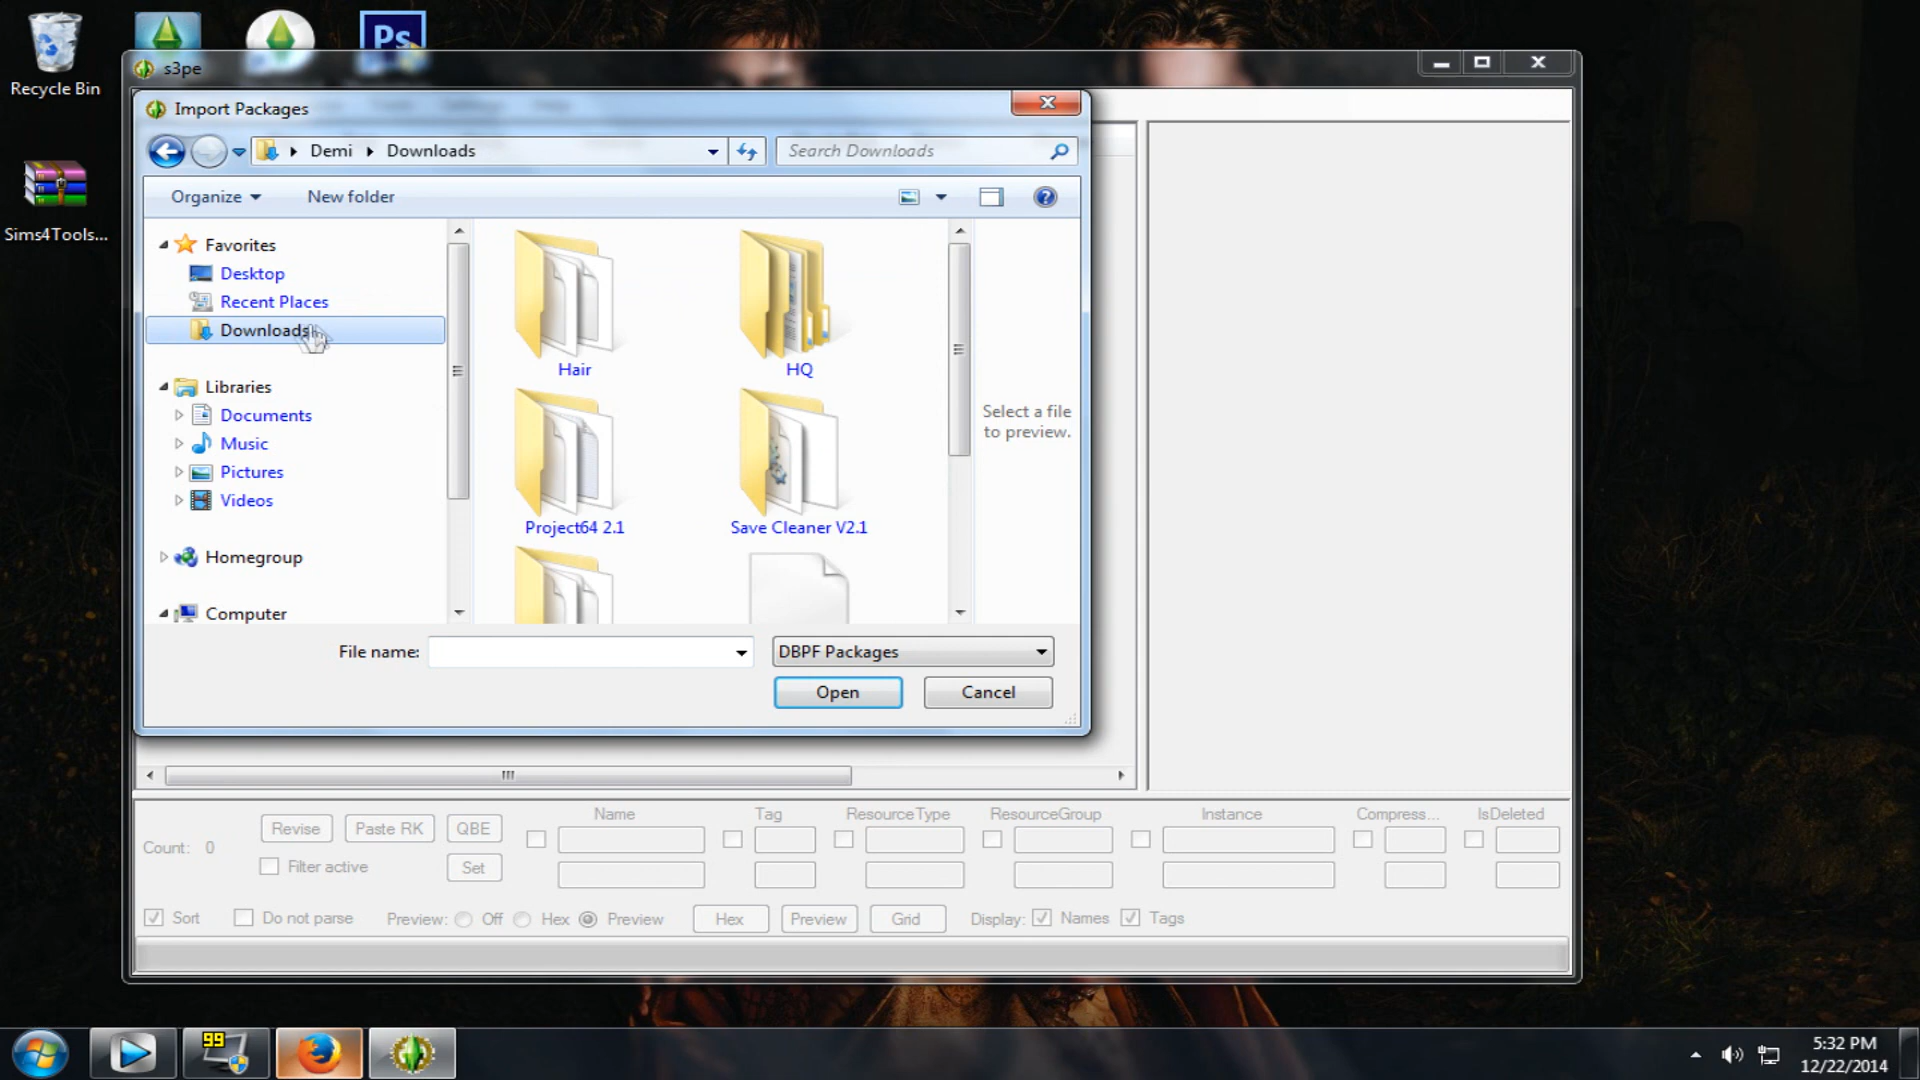 Recycle Bin
Ps
s3pe
Sims4Tools...
Import Packages
Demi
Downloads
Search Downloads
Organize
New folder
Favorites
Desktop
Recent Places
Downloads
Libraries
Documents
Music
Pictures
Videos
Homegroup
Computer
Hair
HQ
Project64 2.1
Save Cleaner V2.1
Select a file
to preview.
File name:
DBPF Packages
Open
Cancel
Name
Tag
ResourceType
ResourceGroup
Instance
Compress...
IsDeleted
Count: 0
Revise
Paste RK
QBE
Filter active
Set
Sort
Do not parse
Preview:
Off
Hex
Preview
Hex
Preview
Grid
Display:
Names
Tags
99
5:32 PM
12/22/2014